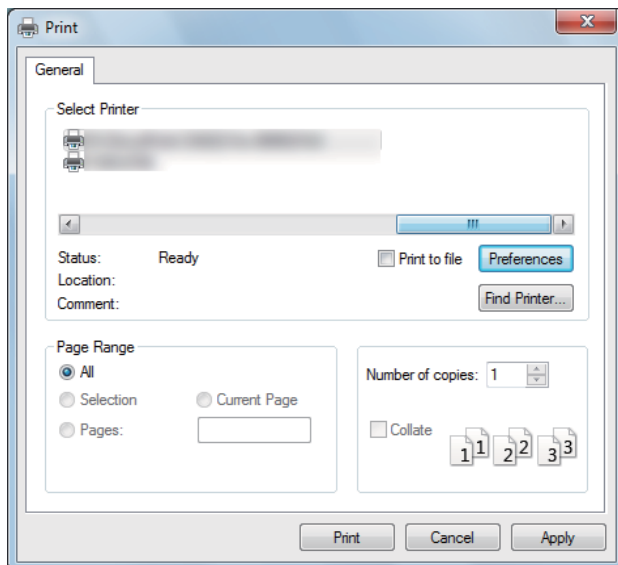 Print
General
Select Printer
Status: Ready
Print to file
Preferences
Location:
Comment:
Find Printer...
Page Range
All
Selection
Current Page
Pages:
Number of copies: 1
Collate
1 1 2 2 3 3
Print Cancel Apply